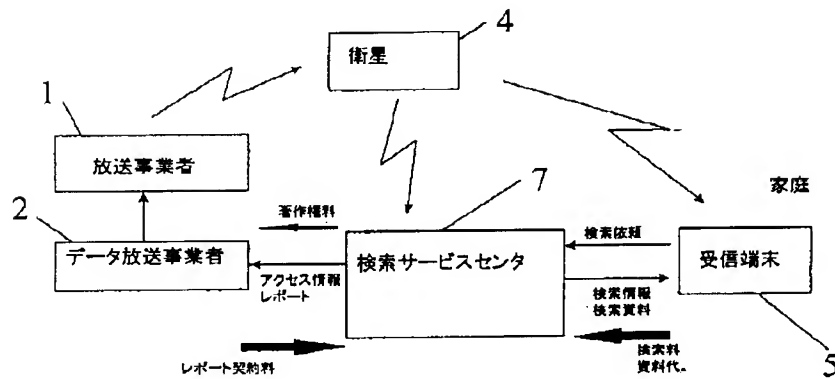 4
衛星
1
放送事業者
7
家庭
2
著作権料
検索依頼
データ放送事業者
検索サービスセンタ
受信端末
アクセス情報
レポート
検索情報
検索資料
レポート契約料
検索料
資料代。
5